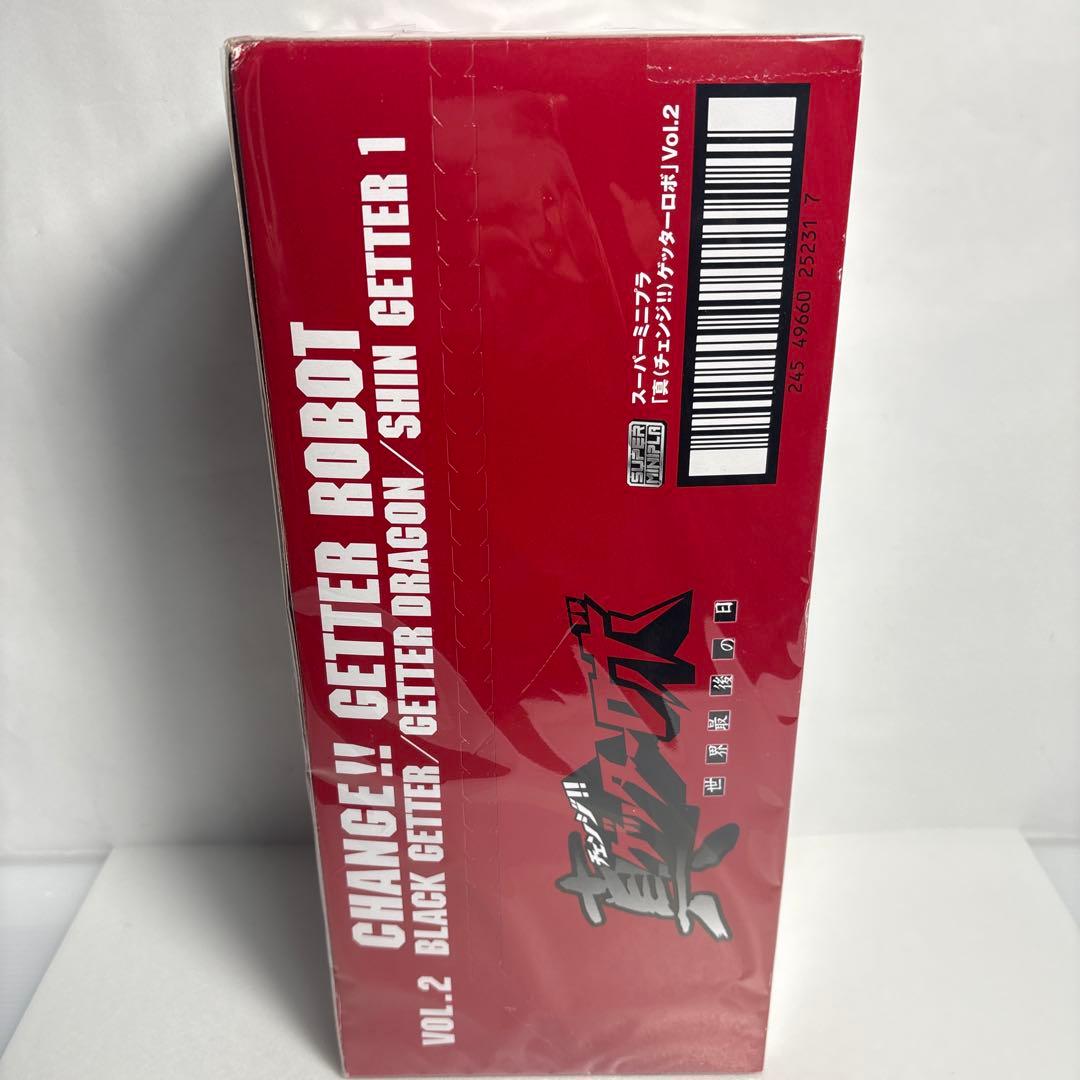 CHANGE!! GETTER ROBOT
VOL.2 BLACK GETTER/GETTER DRAGON/SHIN GETTER 1
SUPER
MINIPLA
スーパーミニプラ
「真(チェンジ!!)ゲッターロボ」Vol.2
245 49660 25231 7
チェンジ!!
真ゲッターロボ
世界最後の日